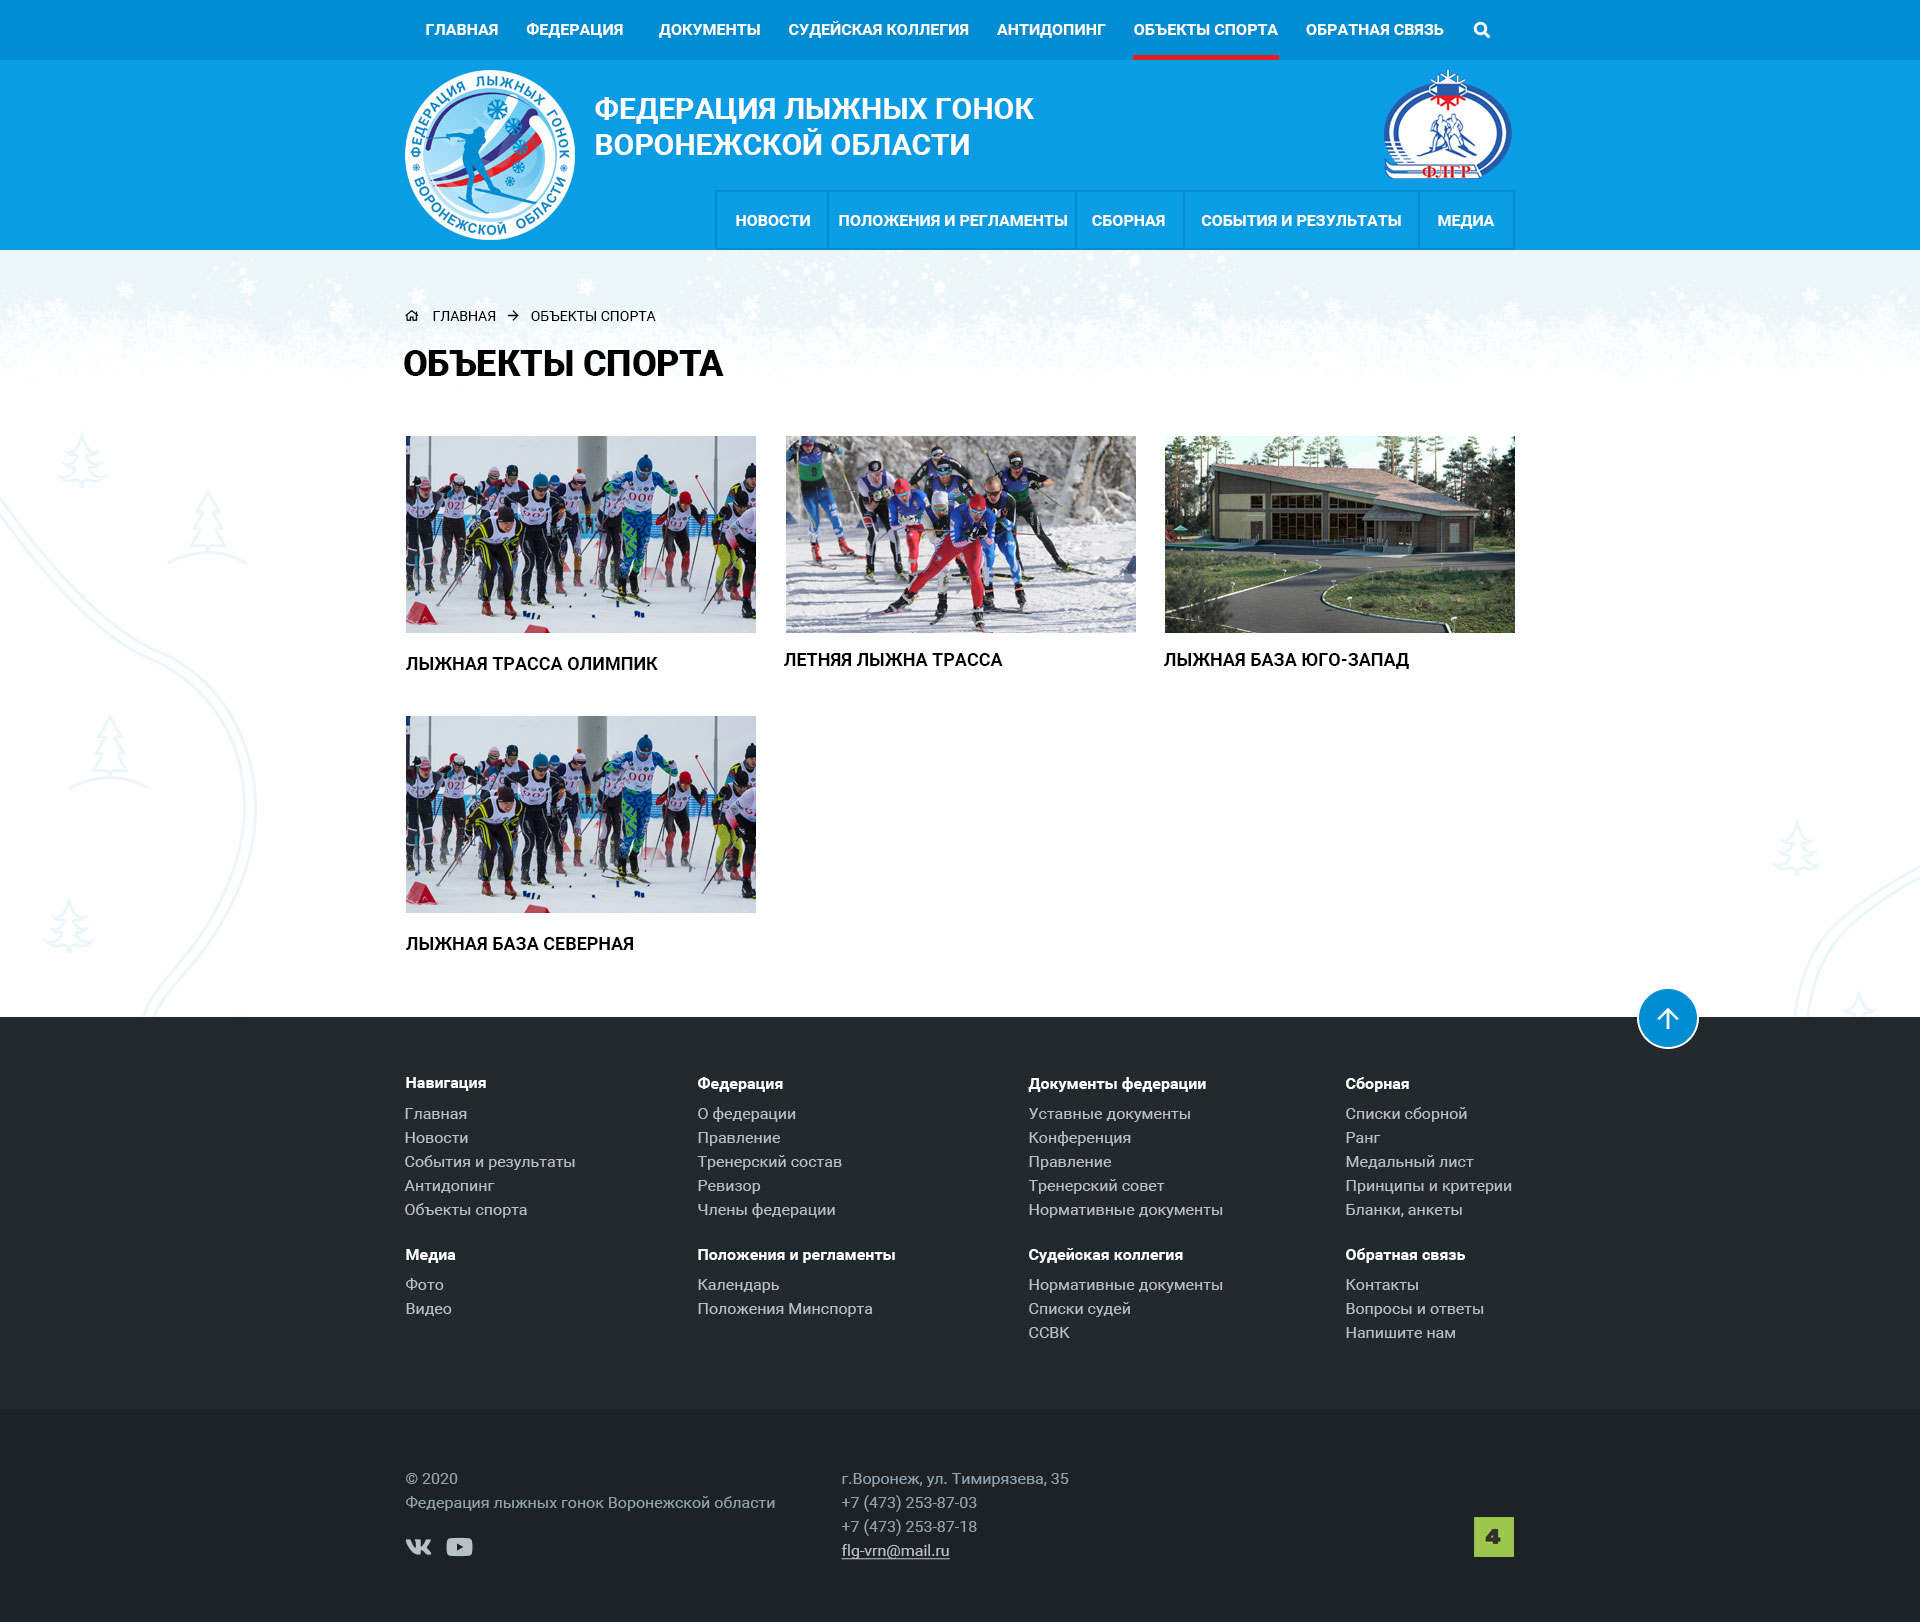 ГЛАВНАЯ ФЕДЕРАЦИЯ ДОКУМЕНТЫ СУДЕЙСКАЯ КОЛЛЕГИЯ АНТИДОПИНГ ОБЪЕКТЫ СПОРТА ОБРАТНАЯ СВЯЗЬ
ФЕДЕРАЦИЯ ЛЫЖНЫХ ГОНОК
ВОРОНЕЖСКОЙ ОБЛАСТИ
ФЕДЕРАЦИЯ ЛЫЖНЫХ ГОНОК
ВОРОНЕЖСКОЙ ОБЛАСТИ
ФЛГР
НОВОСТИ ПОЛОЖЕНИЯ И РЕГЛАМЕНТЫ СБОРНАЯ СОБЫТИЯ И РЕЗУЛЬТАТЫ МЕДИА
ГЛАВНАЯ → ОБЪЕКТЫ СПОРТА
ОБЪЕКТЫ СПОРТА
ЛЫЖНАЯ ТРАССА ОЛИМПИК
ЛЕТНЯЯ ЛЫЖНА ТРАССА
ЛЫЖНАЯ БАЗА ЮГО-ЗАПАД
ЛЫЖНАЯ БАЗА СЕВЕРНАЯ
Навигация
Главная
Новости
События и результаты
Антидопинг
Объекты спорта
Федерация
О федерации
Правление
Тренерский состав
Ревизор
Члены федерации
Документы федерации
Уставные документы
Конференция
Правление
Тренерский совет
Нормативные документы
Сборная
Списки сборной
Ранг
Медальный лист
Принципы и критерии
Бланки, анкеты
Медиа
Фото
Видео
Положения и регламенты
Календарь
Положения Минспорта
Судейская коллегия
Нормативные документы
Списки судей
ССВК
Обратная связь
Контакты
Вопросы и ответы
Напишите нам
© 2020
Федерация лыжных гонок Воронежской области
г.Воронеж, ул. Тимирязева, 35
+7 (473) 253-87-03
+7 (473) 253-87-18
flg-vrn@mail.ru
4